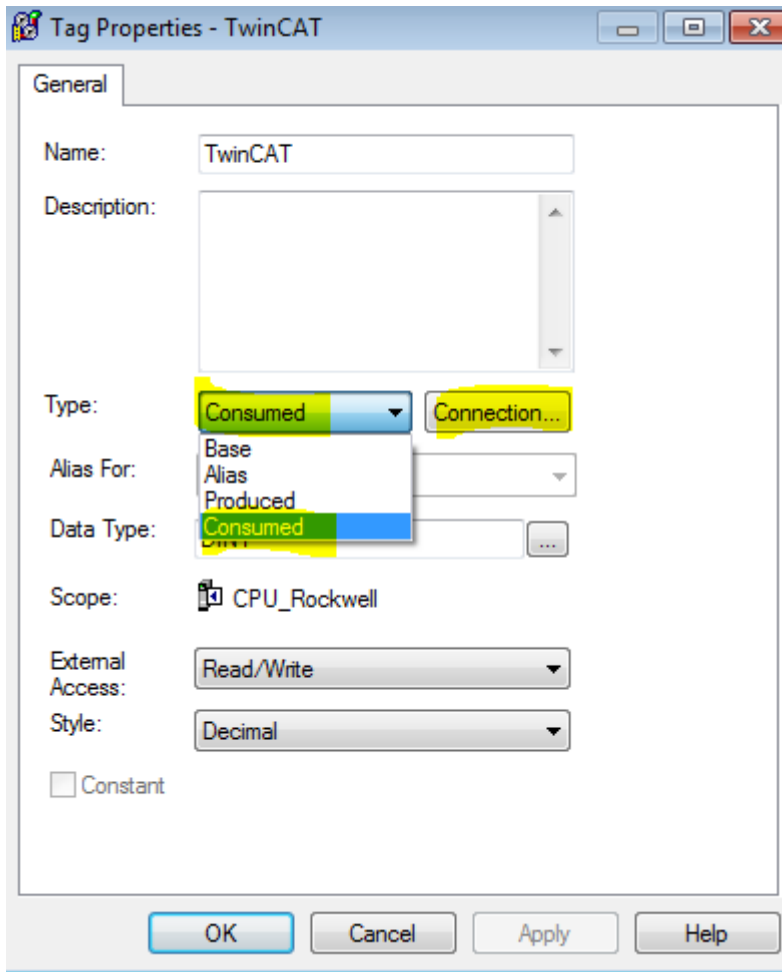 Tag Properties - TwinCAT
General
Name: TwinCAT
Description:
Type: Consumed Connection...
Base
Alias For: Alias
Produced
Data Type: Consumed
...
Scope: CPU_Rockwell
External
Access: Read/Write
Style: Decimal
Constant
OK Cancel Apply Help